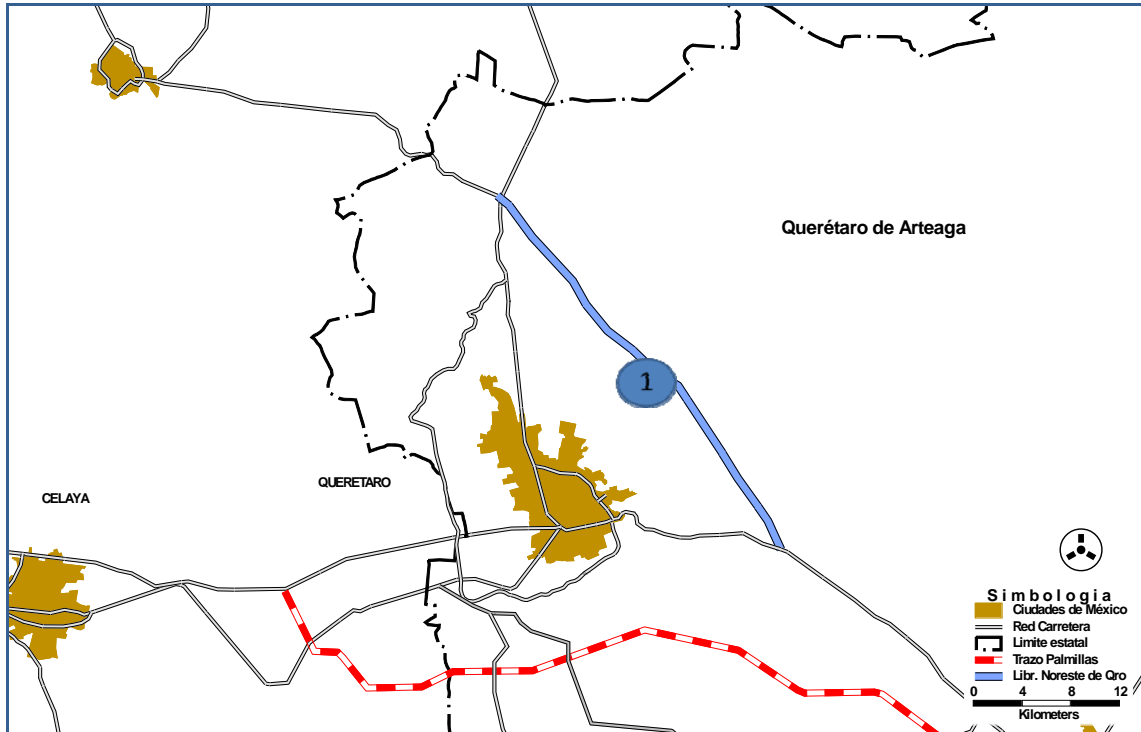 Querétaro de Arteaga
1
CELAYA
QUERETARO
Simbologia
Ciudades de México
Red Carretera
Limite estatal
Trazo Palmillas
Libr. Noreste de Qro
0 4 8 12
Kilometers